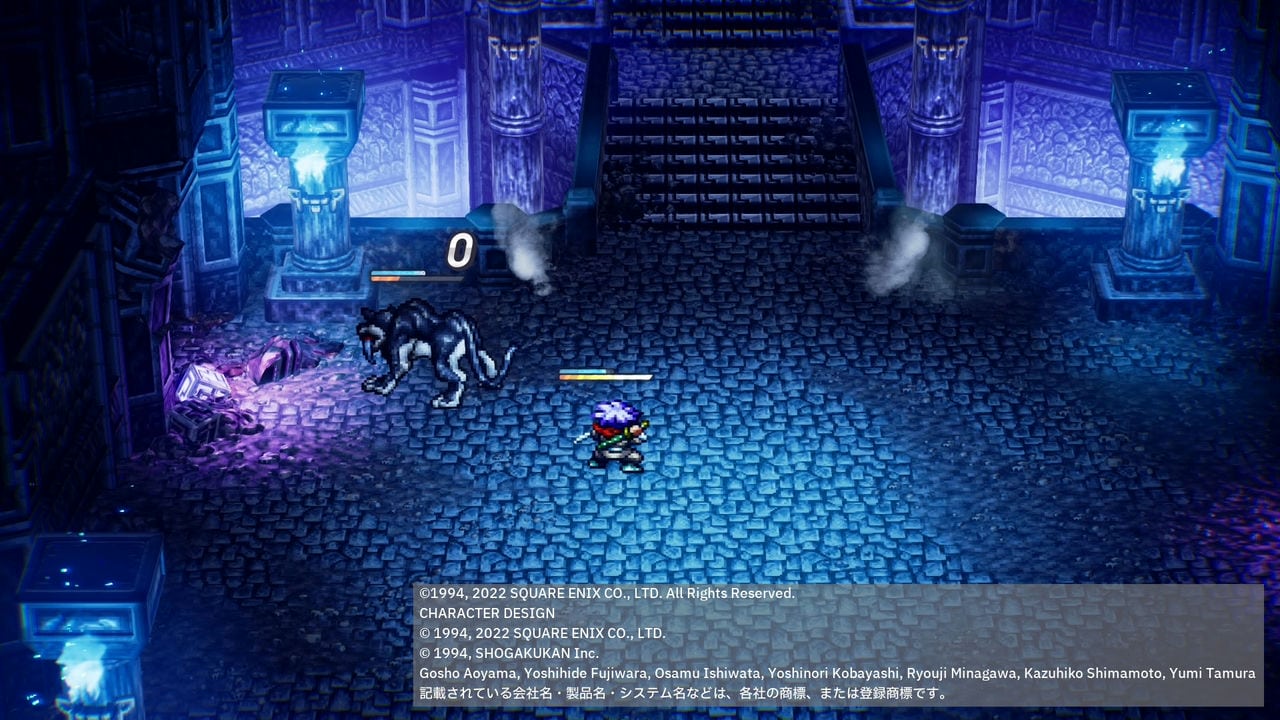 0
©1994, 2022 SQUARE ENIX CO., LTD. All Rights Reserved.
CHARACTER DESIGN
© 1994, 2022 SQUARE ENIX CO., LTD.
© 1994, SHOGAKUKAN Inc.
Gosho Aoyama, Yoshihide Fujiwara, Osamu Ishiwata, Yoshinori Kobayashi, Ryouji Minagawa, Kazuhiko Shimamoto, Yumi Tamura
記載されている会社名・製品名・システム名などは、各社の商標、または登録商標です。